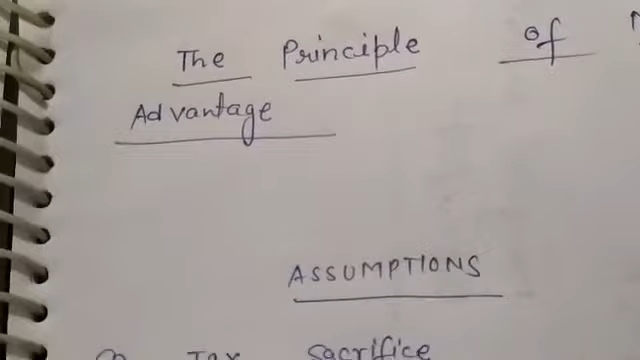 The Principle of
Advantage
ASSUMPTIONS
Tax sacrifice